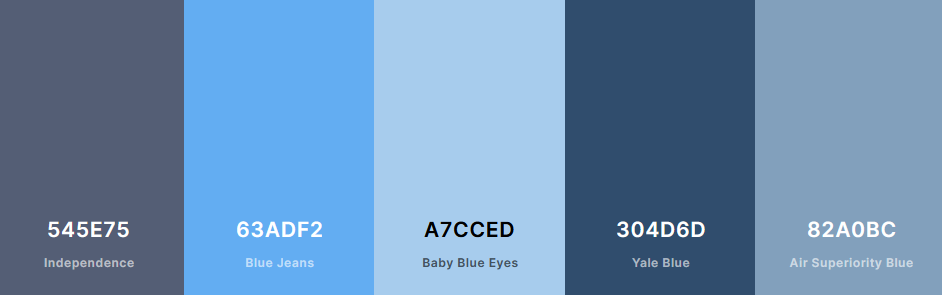 545E75
Independence
63ADF2
Blue Jeans
A7CCED
Baby Blue Eyes
304D6D
Yale Blue
82A0BC
Air Superiority Blue